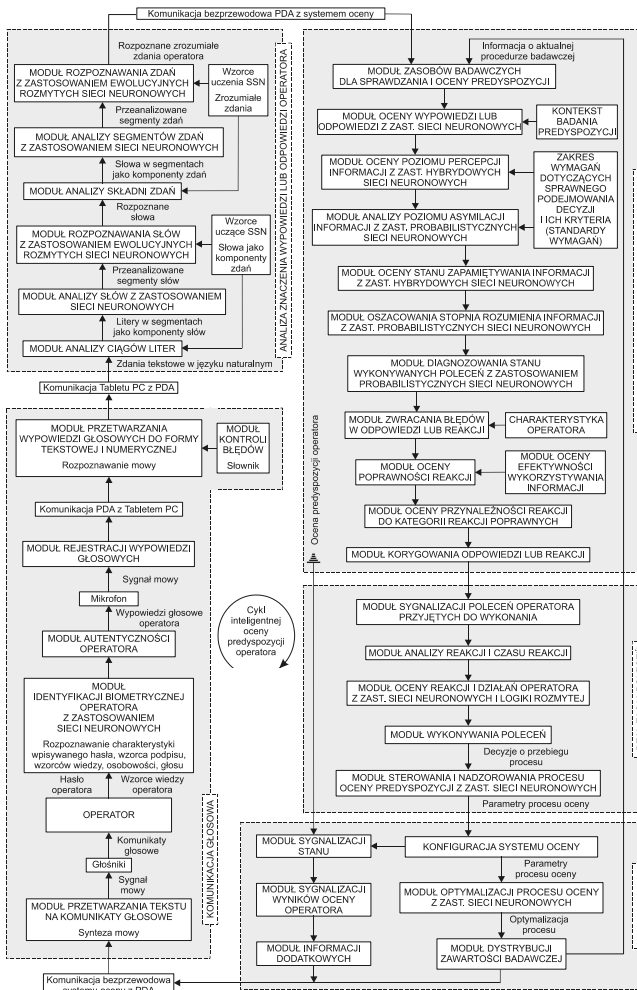 Komunikacja bezprzewodowa PDA z systemem oceny
Rozpoznane zrozumiałe
zdania operatora
MODUŁ ROZPOZNAWANIA ZDAŃ
Z ZASTOSOWANIEM EWOLUCYJNYCH
ROZMYTYCH SIECI NEURONOWYCH
Wzorce
uczenia SSN
Zrozumiałe
zdania
Przeanalizowane
segmenty zdań
MODUŁ ANALIZY SEGMENTÓW ZDAŃ
Z ZASTOSOWANIEM SIECI NEURONOWYCH
Słowa w segmentach
jako komponenty zdań
MODUŁ ANALIZY SKŁADNI ZDAŃ
Rozpoznane
słowa
MODUŁ ROZPOZNAWANIA SŁÓW
Z ZASTOSOWANIEM EWOLUCYJNYCH
ROZMYTYCH SIECI NEURONOWYCH
Wzorce
uczące SSN
Słowa jako
komponenty
zdań
Przeanalizowane
segmenty słów
MODUŁ ANALIZY SŁÓW Z ZASTOSOWANIEM
SIECI NEURONOWYCH
Litery w segmentach
jako komponenty słów
MODUŁ ANALIZY CIĄGÓW LITER
Zdania tekstowe w języku naturalnym
ANALIZA ZNACZENIA WYPOWIEDZI LUB ODPOWIEDZI OPERATORA
Komunikacja Tabletu PC z PDA
MODUŁ PRZETWARZANIA
WYPOWIEDZI GŁOSOWYCH DO FORMY
TEKSTOWEJ I NUMERYCZNEJ
Rozpoznawanie mowy
MODUŁ
KONTROLI
BŁĘDÓW
Słownik
Komunikacja PDA z Tabletem PC
MODUŁ REJESTRACJI WYPOWIEDZI
GŁOSOWYCH
Sygnał mowy
Mikrofon
Wypowiedzi głosowe
operatora
MODUŁ AUTENTYCZNOŚCI
OPERATORA
MODUŁ
IDENTYFIKACJI BIOMETRYCZNEJ
OPERATORA
Z ZASTOSOWANIEM
SIECI NEURONOWYCH
Rozpoznawanie charakterystyki
wpisywanego hasła, wzorca podpisu,
wzorców wiedzy, osobowości, głosu
Hasło
operatora
Wzorce wiedzy
operatora
OPERATOR
Komunikaty
głosowe
Głośniki
Sygnał
mowy
MODUŁ PRZETWARZANIA TEKSTU
NA KOMUNIKATY GŁOSOWE
Synteza mowy
KOMUNIKACJA GŁOSOWA
Komunikacja bezprzewodowa
systemu oceny z PDA
Cykl
inteligentnej
oceny
predyspozycji
operatora
Informacja o aktualnej
procedurze badawczej
MODUŁ ZASOBÓW BADAWCZYCH
DLA SPRAWDZANIA I OCENY PREDYSPOZYCJI
MODUŁ OCENY WYPOWIEDZI LUB
ODPOWIEDZI Z ZAST. SIECI NEURONOWYCH
KONTEKST
BADANIA
PREDYSPOZYCJI
MODUŁ OCENY POZIOMU PERCEPCJI
INFORMACJI Z ZAST. HYBRYDOWYCH
SIECI NEURONOWYCH
ZAKRES
WYMAGAŃ
DOTYCZĄCYCH
SPRAWNEGO
PODEJMOWANIA
DECYZJI
I ICH KRYTERIA
(STANDARDY
WYMAGAŃ)
MODUŁ ANALIZY POZIOMU ASYMILACJI
INFORMACJI Z ZAST. PROBABILISTYCZNYCH
SIECI NEURONOWYCH
MODUŁ OCENY STANU ZAPAMIĘTYWANIA INFORMACJI
Z ZAST. HYBRYDOWYCH SIECI NEURONOWYCH
MODUŁ OSZACOWANIA STOPNIA ROZUMIENIA INFORMACJI
Z ZAST. PROBABILISTYCZNYCH SIECI NEURONOWYCH
MODUŁ DIAGNOZOWANIA STANU
WYKONYWANYCH POLECEŃ Z ZASTOSOWANIEM
PROBABILISTYCZNYCH SIECI NEURONOWYCH
MODUŁ ZWRACANIA BŁĘDÓW
W ODPOWIEDZI LUB REAKCJI
CHARAKTERYSTYKA
OPERATORA
MODUŁ OCENY
POPRAWNOŚCI REAKCJI
MODUŁ OCENY
EFEKTYWNOŚCI
WYKORZYSTYWANIA
INFORMACJI
MODUŁ OCENY PRZYNALEŻNOŚCI REAKCJI
DO KATEGORII REAKCJI POPRAWNYCH
MODUŁ KORYGOWANIA ODPOWIEDZI LUB REAKCJI
Ocena predyspozycji operatora
MODUŁ SYGNALIZACJI POLECEŃ OPERATORA
PRZYJĘTYCH DO WYKONANIA
MODUŁ ANALIZY REAKCJI I CZASU REAKCJI
MODUŁ OCENY REAKCJI I DZIAŁAŃ OPERATORA
Z ZAST. SIECI NEURONOWYCH I LOGIKI ROZMYTEJ
MODUŁ WYKONYWANIA POLECEŃ
Decyzje o przebiegu
procesu
MODUŁ STEROWANIA I NADZOROWANIA PROCESU
OCENY PREDYSPOZYCJI Z ZAST. SIECI NEURONOWYCH
Parametry procesu oceny
MODUŁ SYGNALIZACJI
STANU
KONFIGURACJA SYSTEMU OCENY
Parametry
procesu oceny
MODUŁ SYGNALIZACJI
WYNIKÓW OCENY
OPERATORA
MODUŁ OPTYMALIZACJI PROCESU OCENY
Z ZAST. SIECI NEURONOWYCH
Optymalizacja
procesu
MODUŁ INFORMACJI
DODATKOWYCH
MODUŁ DYSTRYBUCJI
ZAWARTOŚCI BADAWCZEJ